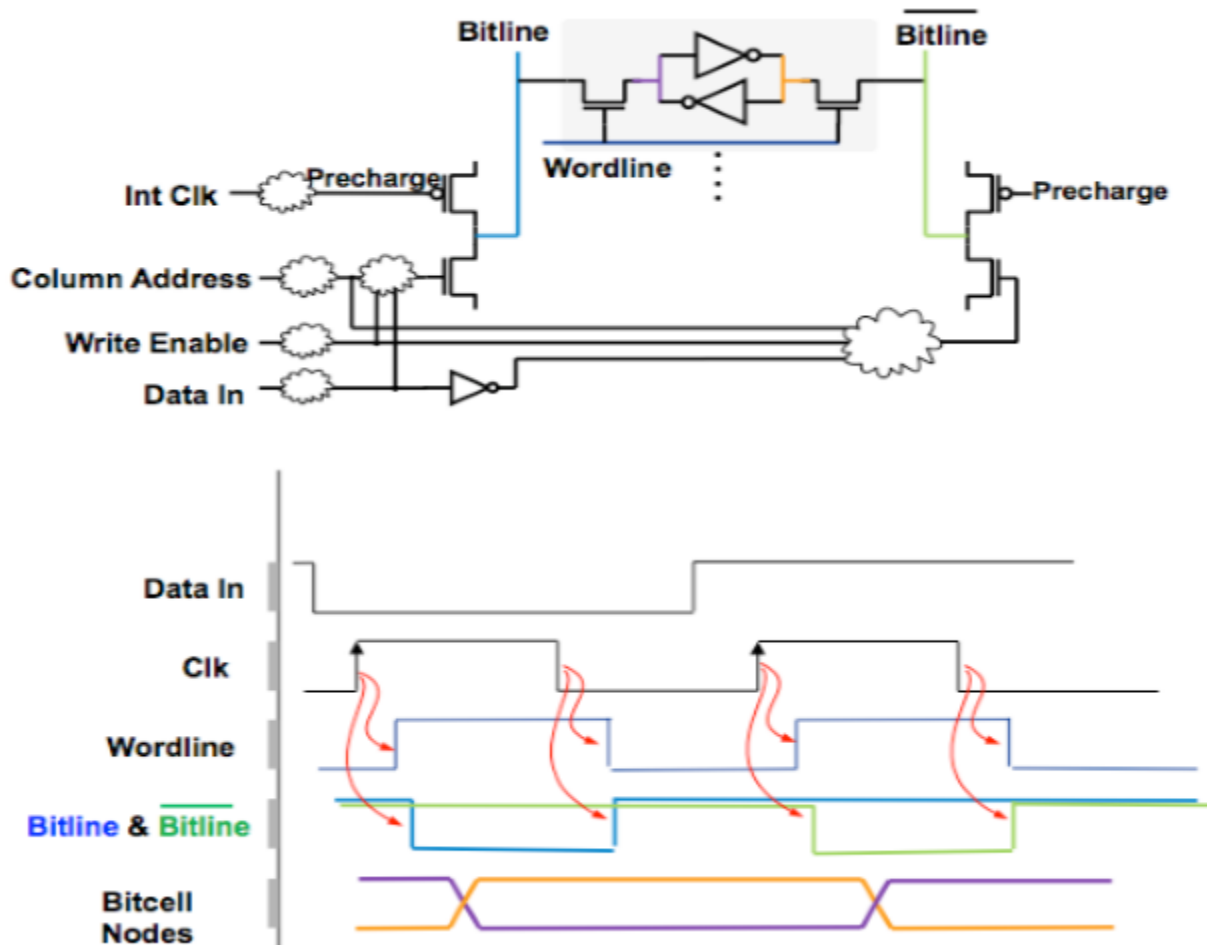 Bitline
Bitline
Wordline
Int Clk
Precharge
Precharge
Column Address
Write Enable
Data In
Data In
Clk
Wordline
Bitline & Bitline
Bitcell
Nodes